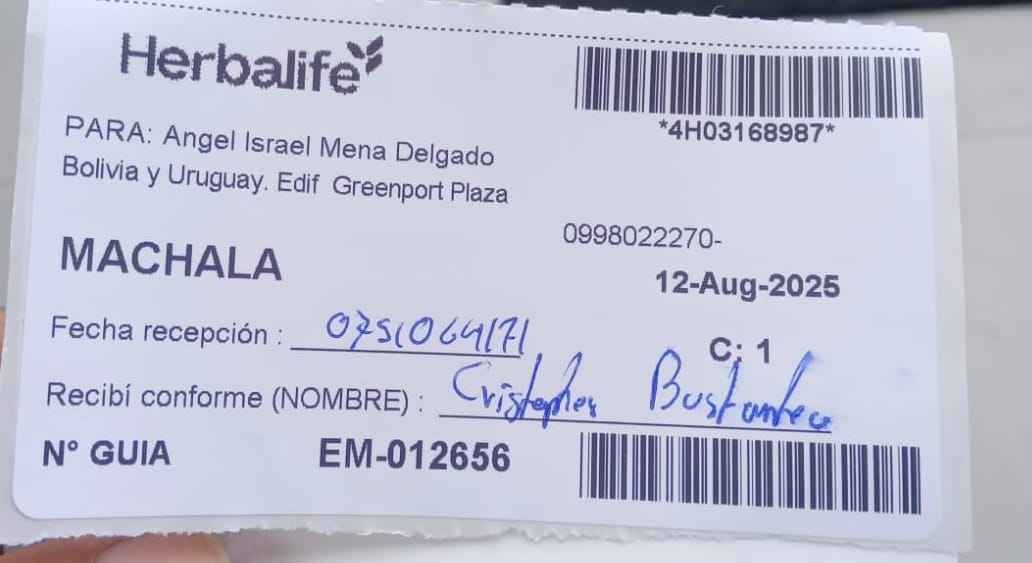 Herbalife
*4H03168987*
PARA: Angel Israel Mena Delgado
Bolivia y Uruguay. Edif Greenport Plaza
0998022270-
MACHALA
12-Aug-2025
Fecha recepción : 0751064171
C: 1
Recibí conforme (NOMBRE) : Cristopher
N° GUIA EM-012656